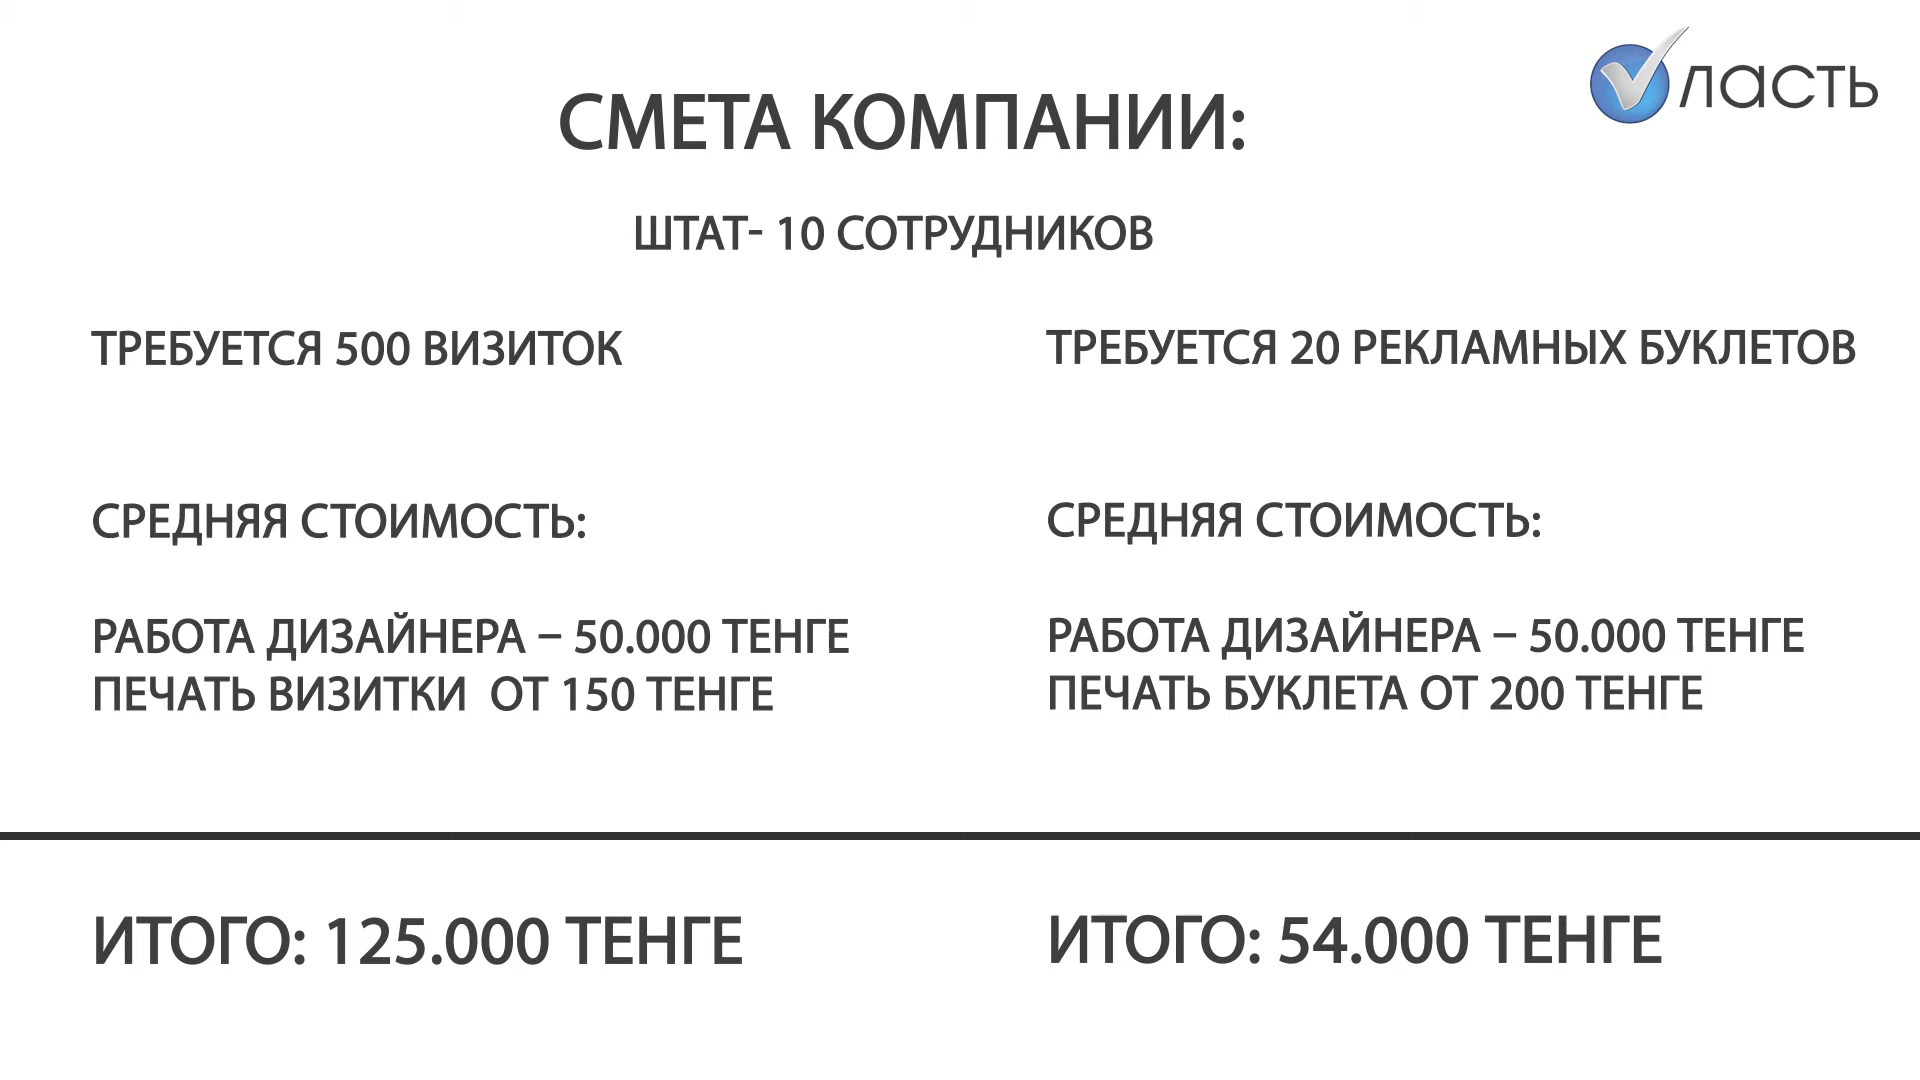 Vласть
СМЕТА КОМПАНИИ:
ШТАТ- 10 СОТРУДНИКОВ
ТРЕБУЕТСЯ 500 ВИЗИТОК
СРЕДНЯЯ СТОИМОСТЬ:
РАБОТА ДИЗАЙНЕРА – 50.000 ТЕНГЕ
ПЕЧАТЬ ВИЗИТКИ ОТ 150 ТЕНГЕ
ИТОГО: 125.000 ТЕНГЕ
ТРЕБУЕТСЯ 20 РЕКЛАМНЫХ БУКЛЕТОВ
СРЕДНЯЯ СТОИМОСТЬ:
РАБОТА ДИЗАЙНЕРА – 50.000 ТЕНГЕ
ПЕЧАТЬ БУКЛЕТА ОТ 200 ТЕНГЕ
ИТОГО: 54.000 ТЕНГЕ